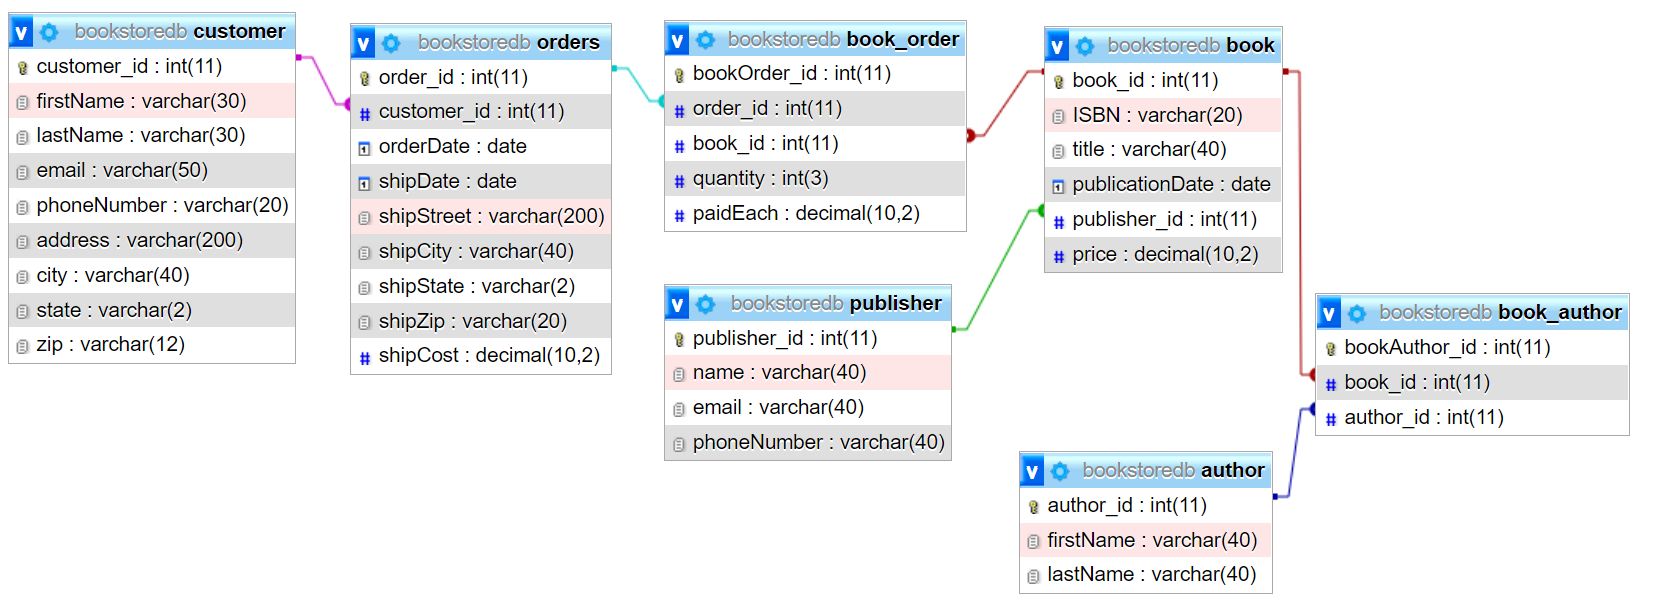 v bookstoredb customer
customer_id : int(11)
firstName : varchar(30)
lastName : varchar(30)
email : varchar(50)
phoneNumber : varchar(20)
address : varchar(200)
city : varchar(40)
state : varchar(2)
zip : varchar(12)
v bookstoredb orders
order_id : int(11)
# customer_id : int(11)
orderDate : date
shipDate : date
shipStreet : varchar(200)
shipCity : varchar(40)
shipState : varchar(2)
shipZip : varchar(20)
# shipCost : decimal(10,2)
v bookstoredb book_order
bookOrder_id : int(11)
# order_id : int(11)
# book_id : int(11)
# quantity : int(3)
# paidEach : decimal(10,2)
v bookstoredb book
book_id : int(11)
ISBN : varchar(20)
title : varchar(40)
publicationDate : date
# publisher_id : int(11)
# price : decimal(10,2)
v bookstoredb publisher
publisher_id : int(11)
name : varchar(40)
email : varchar(40)
phoneNumber : varchar(40)
v bookstoredb book_author
bookAuthor_id : int(11)
# book_id : int(11)
# author_id : int(11)
v bookstoredb author
author_id : int(11)
firstName : varchar(40)
lastName : varchar(40)